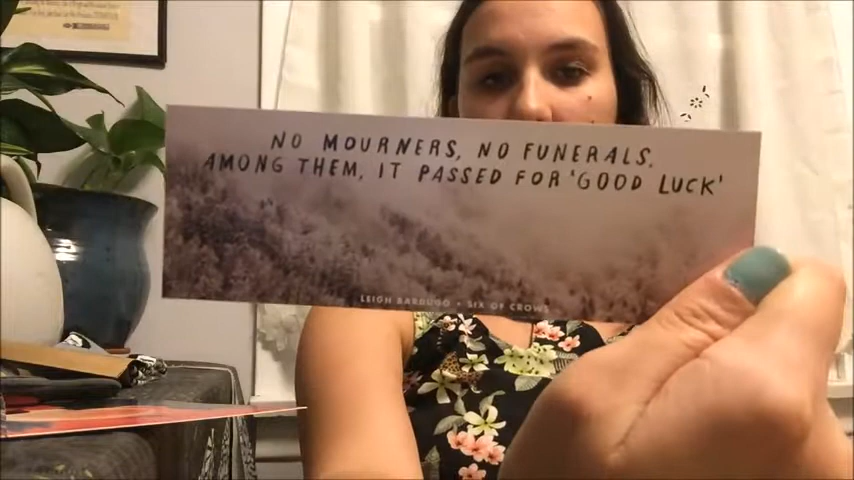 NO MOURNERS, NO FUNERALS.
AMONG THEM, IT PASSED FOR 'GOOD LUCK'
LEIGH BARDUGO • SIX OF CROWS